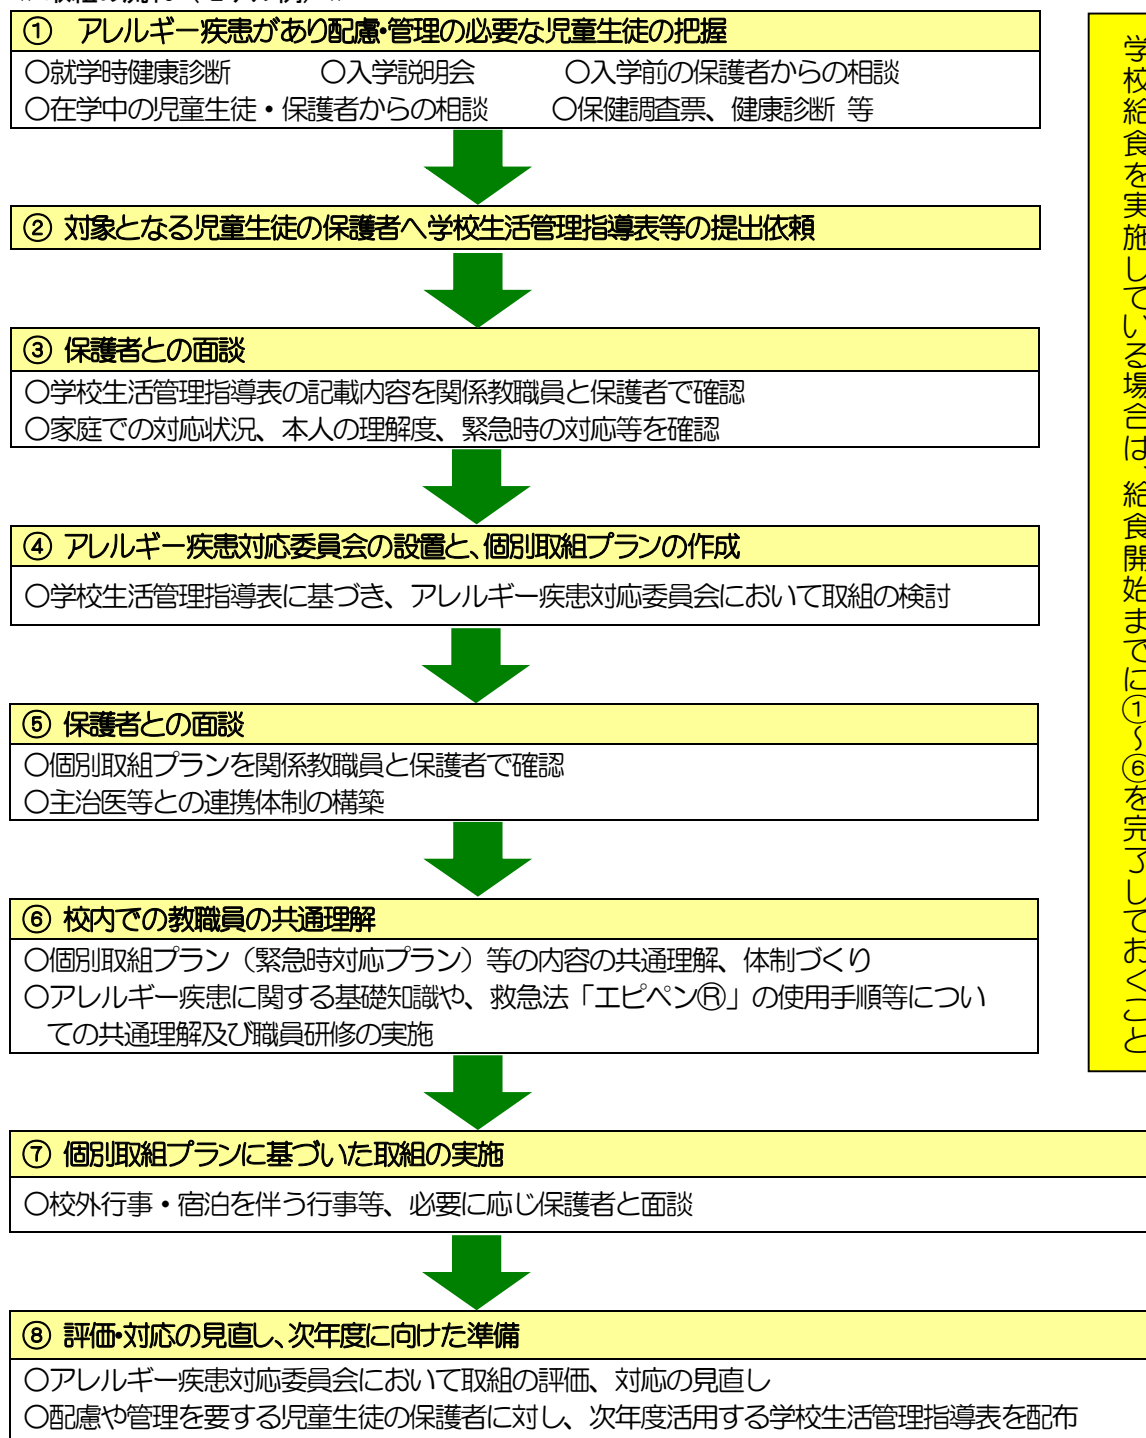 ① アレルギー疾患があり配慮・管理の必要な児童生徒の把握
○就学時健康診断 ○入学説明会 ○入学前の保護者からの相談
○在学中の児童生徒・保護者からの相談 ○保健調査票、健康診断 等
② 対象となる児童生徒の保護者へ学校生活管理指導表等の提出依頼
③ 保護者との面談
○学校生活管理指導表の記載内容を関係教職員と保護者で確認
○家庭での対応状況、本人の理解度、緊急時の対応等を確認
④ アレルギー疾患対応委員会の設置と、個別取組プランの作成
○学校生活管理指導表に基づき、アレルギー疾患対応委員会において取組の検討
⑤ 保護者との面談
○個別取組プランを関係教職員と保護者で確認
○主治医等との連携体制の構築
⑥ 校内での教職員の共通理解
○個別取組プラン（緊急時対応プラン）等の内容の共通理解、体制づくり
○アレルギー疾患に関する基礎知識や、救急法「エピペン®」の使用手順等につい
ての共通理解及び職員研修の実施
⑦ 個別取組プランに基づいた取組の実施
○校外行事・宿泊を伴う行事等、必要に応じ保護者と面談
⑧ 評価・対応の見直し、次年度に向けた準備
○アレルギー疾患対応委員会において取組の評価、対応の見直し
○配慮や管理を要する児童生徒の保護者に対し、次年度活用する学校生活管理指導表を配布
学校給食を実施している場合は、給食開始までに①～⑥を完了しておくこと